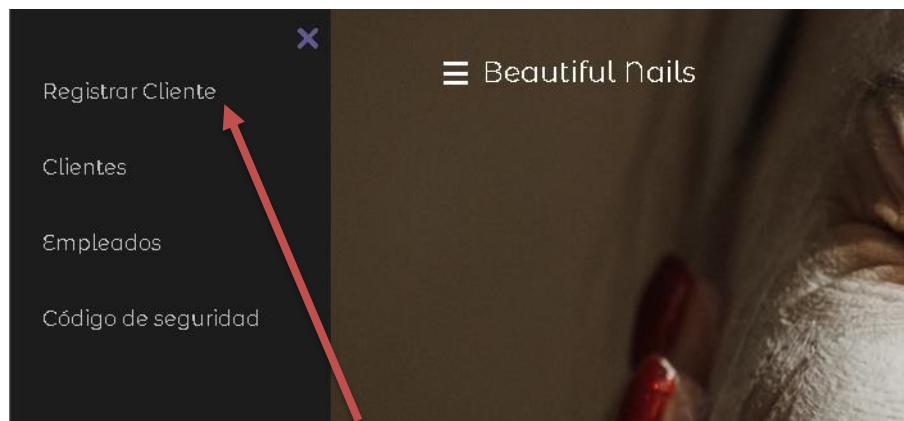 Registrar Cliente
Clientes
Empleados
Código de seguridad
Beautiful Nails